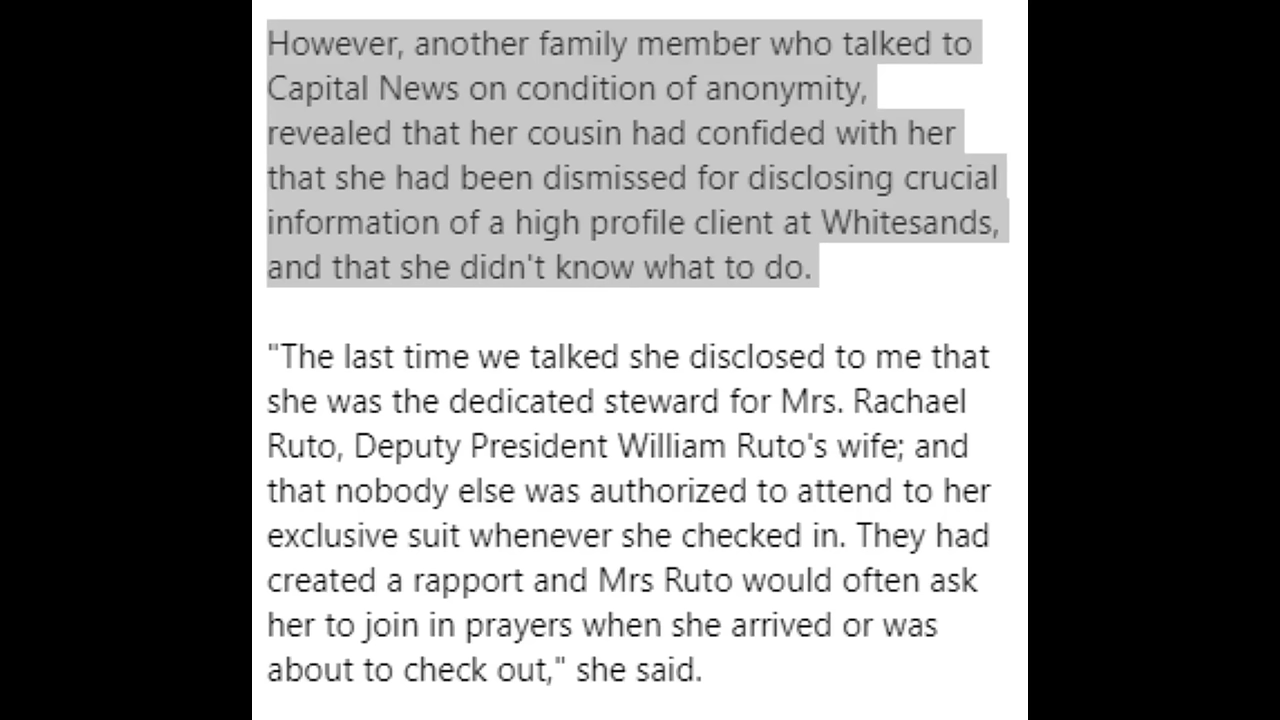 However, another family member who talked to
Capital News on condition of anonymity,
revealed that her cousin had confided with her
that she had been dismissed for disclosing crucial
information of a high profile client at Whitesands,
and that she didn't know what to do.
"The last time we talked she disclosed to me that
she was the dedicated steward for Mrs. Rachael
Ruto, Deputy President William Ruto's wife; and
that nobody else was authorized to attend to her
exclusive suit whenever she checked in. They had
created a rapport and Mrs Ruto would often ask
her to join in prayers when she arrived or was
about to check out," she said.